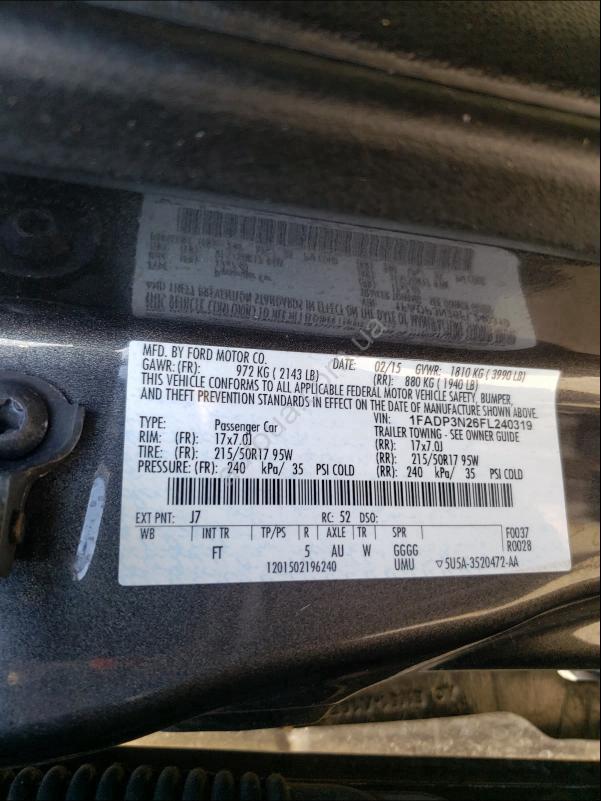 MFD. BY FORD MOTOR CO.
DATE: 02/15 GVWR: 1810 KG ( 3990 LB)
GAWR: (FR): 972 KG ( 2143 LB) (RR): 880 KG ( 1940 LB)
THIS VEHICLE CONFORMS TO ALL APPLICABLE FEDERAL MOTOR VEHICLE SAFETY, BUMPER,
AND THEFT PREVENTION STANDARDS IN EFFECT ON THE DATE OF MANUFACTURE SHOWN ABOVE.
VIN: 1FADP3N26FL240319
TYPE: Passenger Car TRAILER TOWING - SEE OWNER GUIDE
RIM: (FR): 17x7.0J (RR): 17x7.0J
TIRE: (FR): 215/50R17 95W (RR): 215/50R17 95W
PRESSURE: (FR): 240 kPa/ 35 PSI COLD (RR): 240 kPa/ 35 PSI COLD
EXT PNT: J7 RC: 52 DSO:
WB INT TR TP/PS R AXLE TR SPR F0037
FT 5 AU W GGGG R0028
1201502196240 UMU ▽5U5A-3520472-AA